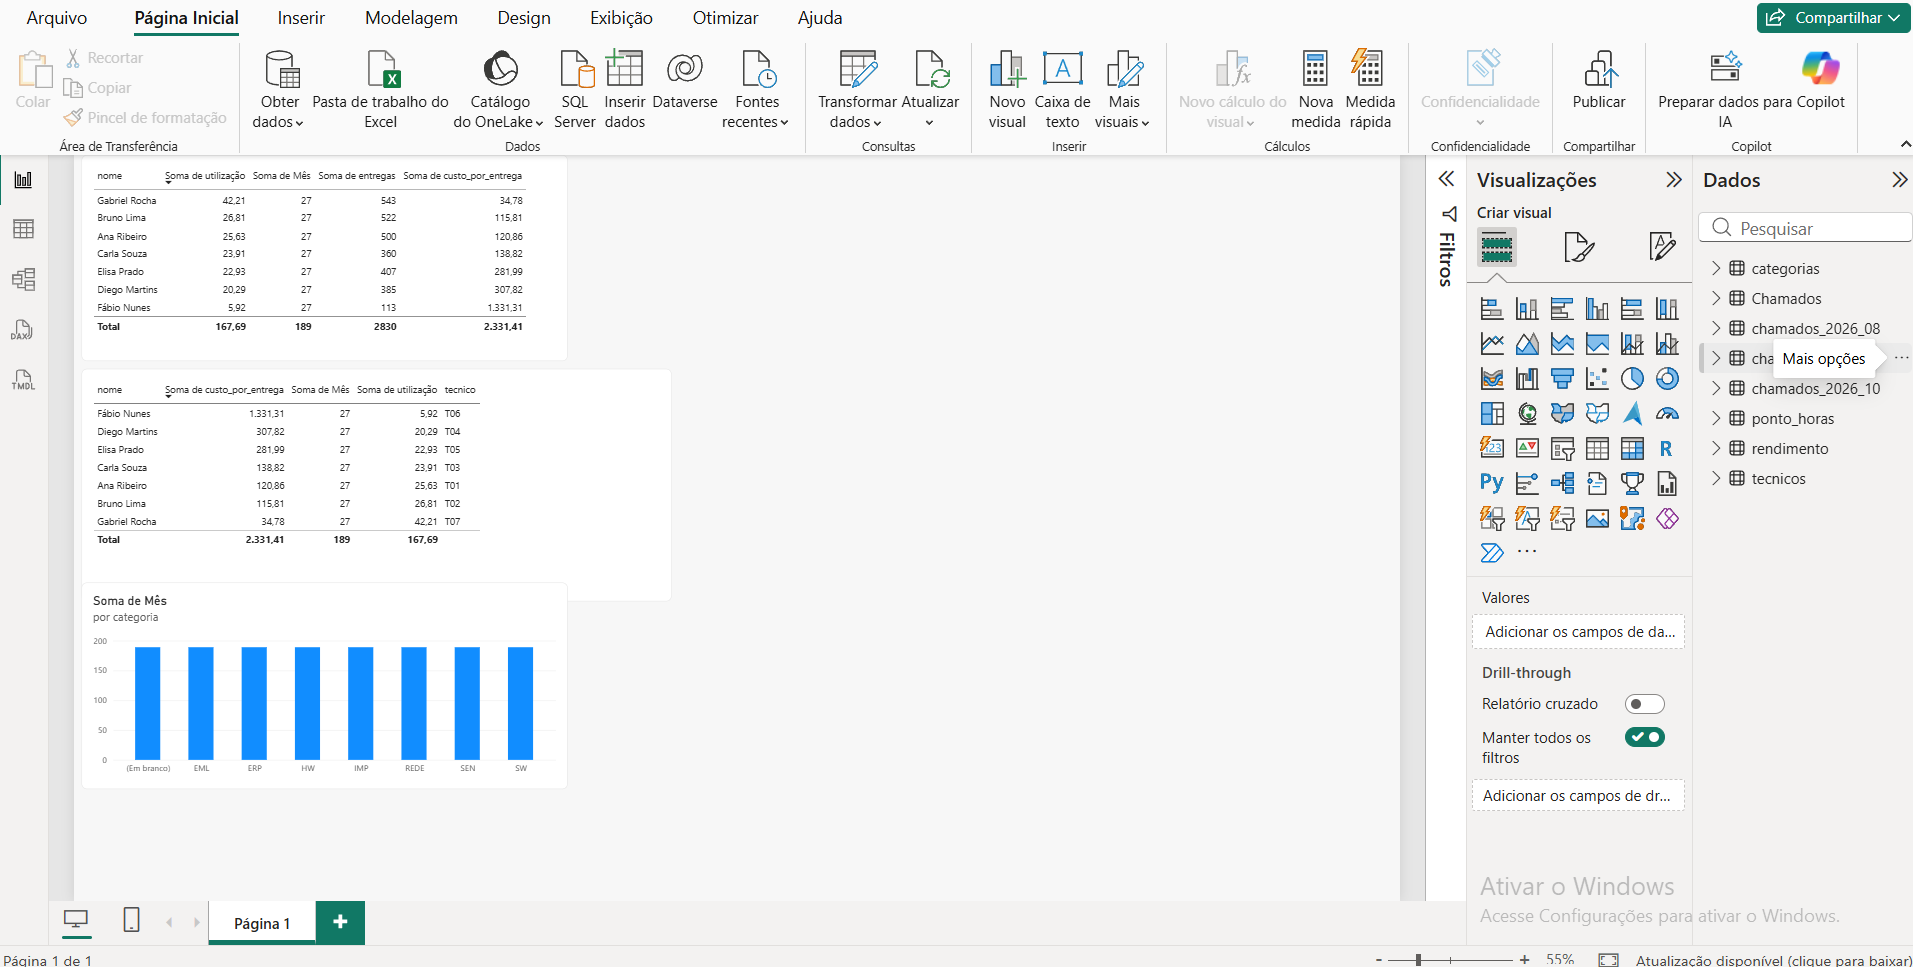 Arquivo Página Inicial Inserir Modelagem Design Exibição Otimizar Ajuda Compartilhar
Colar
Recortar
Copiar
Pincel de formatação
Área de Transferência
Obter dados
Pasta de trabalho do Excel
Catálogo do OneLake
SQL Server
Inserir dados
Dataverse
Fontes recentes
Dados
Transformar dados
Atualizar
Consultas
Novo visual
Caixa de texto
Mais visuais
Inserir
Novo cálculo do visual
Nova medida
Medida rápida
Cálculos
Confidencialidade
Confidencialidade
Publicar
Compartilhar
Preparar dados para IA
Copilot
Copilot
DAX
TMDL
nome Soma de utilização Soma de Mês Soma de entregas Soma de custo_por_entrega
Gabriel Rocha 42,21 27 543 34,78
Bruno Lima 26,81 27 522 115,81
Ana Ribeiro 25,63 27 500 120,86
Carla Souza 23,91 27 360 138,82
Elisa Prado 22,93 27 407 281,99
Diego Martins 20,29 27 385 307,82
Fábio Nunes 5,92 27 113 1.331,31
Total 167,69 189 2830 2.331,41
nome Soma de custo_por_entrega Soma de Mês Soma de utilização tecnico
Fábio Nunes 1.331,31 27 5,92 T06
Diego Martins 307,82 27 20,29 T04
Elisa Prado 281,99 27 22,93 T05
Carla Souza 138,82 27 23,91 T03
Ana Ribeiro 120,86 27 25,63 T01
Bruno Lima 115,81 27 26,81 T02
Gabriel Rocha 34,78 27 42,21 T07
Total 2.331,41 189 167,69
Soma de Mês
por categoria
200
150
100
50
0
(Em branco) EML ERP HW IMP REDE SEN SW
Filtros
Visualizações
Criar visual
123
R
Py
Valores
Adicionar os campos de da...
Drill-through
Relatório cruzado
Manter todos os filtros
Adicionar os campos de dr...
Dados
Pesquisar
categorias
Chamados
chamados_2026_08
cha
Mais opções
chamados_2026_10
ponto_horas
rendimento
tecnicos
Ativar o Windows
Acesse Configurações para ativar o Windows.
Página 1
Página 1 de 1
- + 55%
Atualização disponível (clique para baixar)